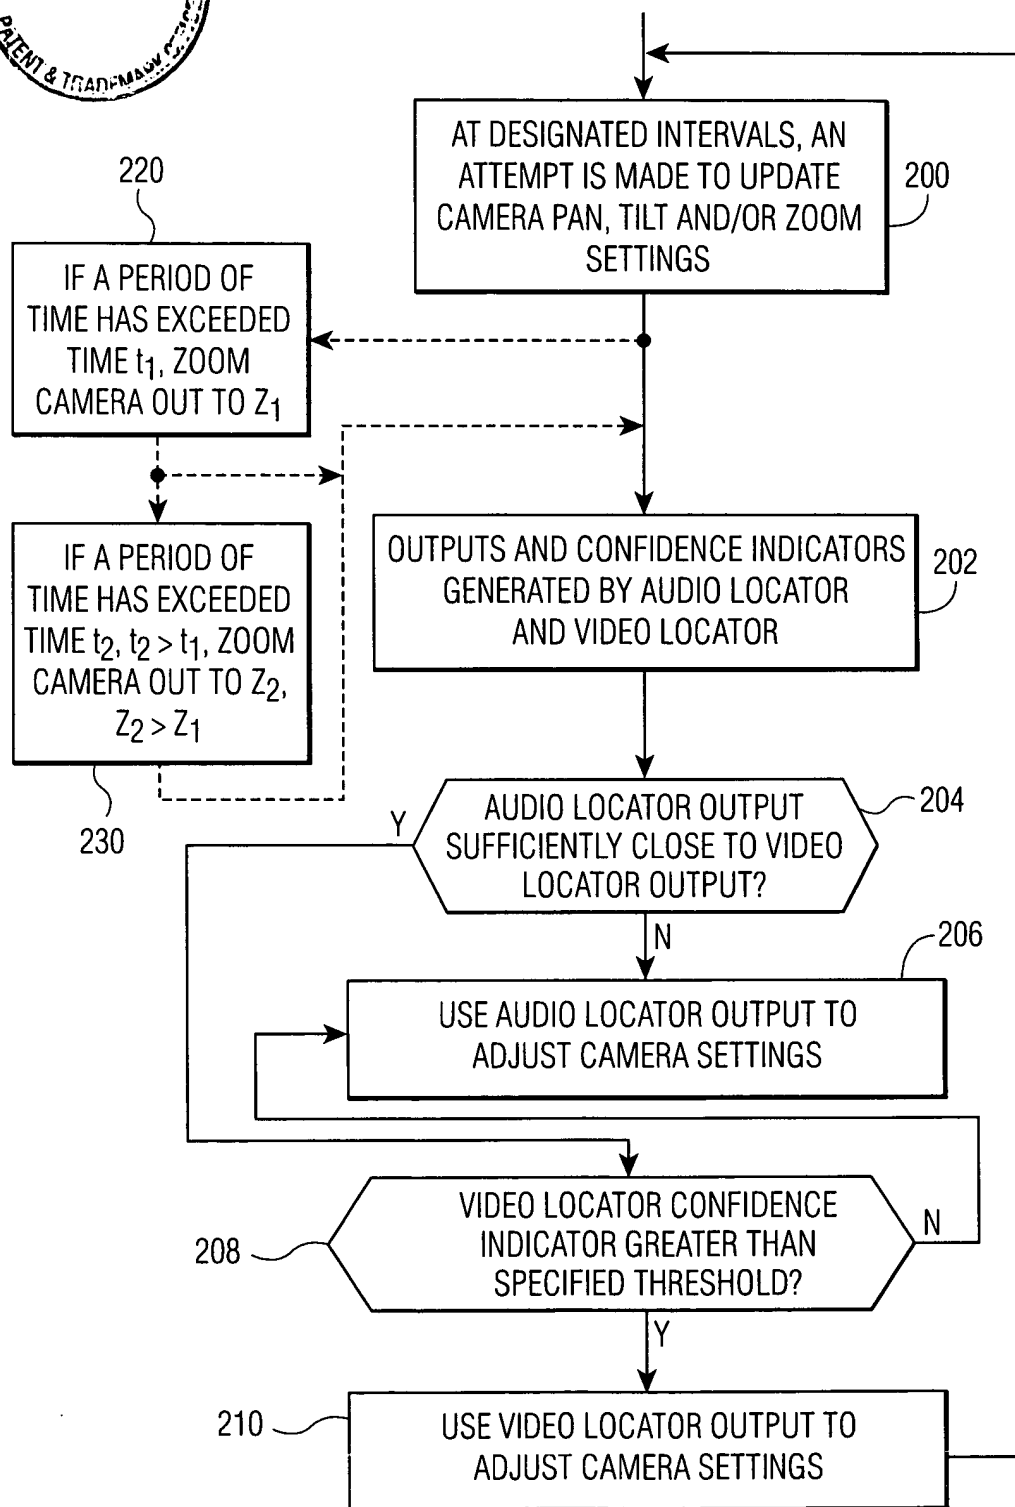 PATENT & TRADEMARK OFFICE
AT DESIGNATED INTERVALS, AN
ATTEMPT IS MADE TO UPDATE
CAMERA PAN, TILT AND/OR ZOOM
SETTINGS
200
220
IF A PERIOD OF
TIME HAS EXCEEDED
TIME t1, ZOOM
CAMERA OUT TO Z1
OUTPUTS AND CONFIDENCE INDICATORS
GENERATED BY AUDIO LOCATOR
AND VIDEO LOCATOR
202
IF A PERIOD OF
TIME HAS EXCEEDED
TIME t2, t2 > t1, ZOOM
CAMERA OUT TO Z2,
Z2 > Z1
230
AUDIO LOCATOR OUTPUT
SUFFICIENTLY CLOSE TO VIDEO
LOCATOR OUTPUT?
204
Y
N
206
USE AUDIO LOCATOR OUTPUT TO
ADJUST CAMERA SETTINGS
VIDEO LOCATOR CONFIDENCE
INDICATOR GREATER THAN
SPECIFIED THRESHOLD?
N
208
Y
210
USE VIDEO LOCATOR OUTPUT TO
ADJUST CAMERA SETTINGS